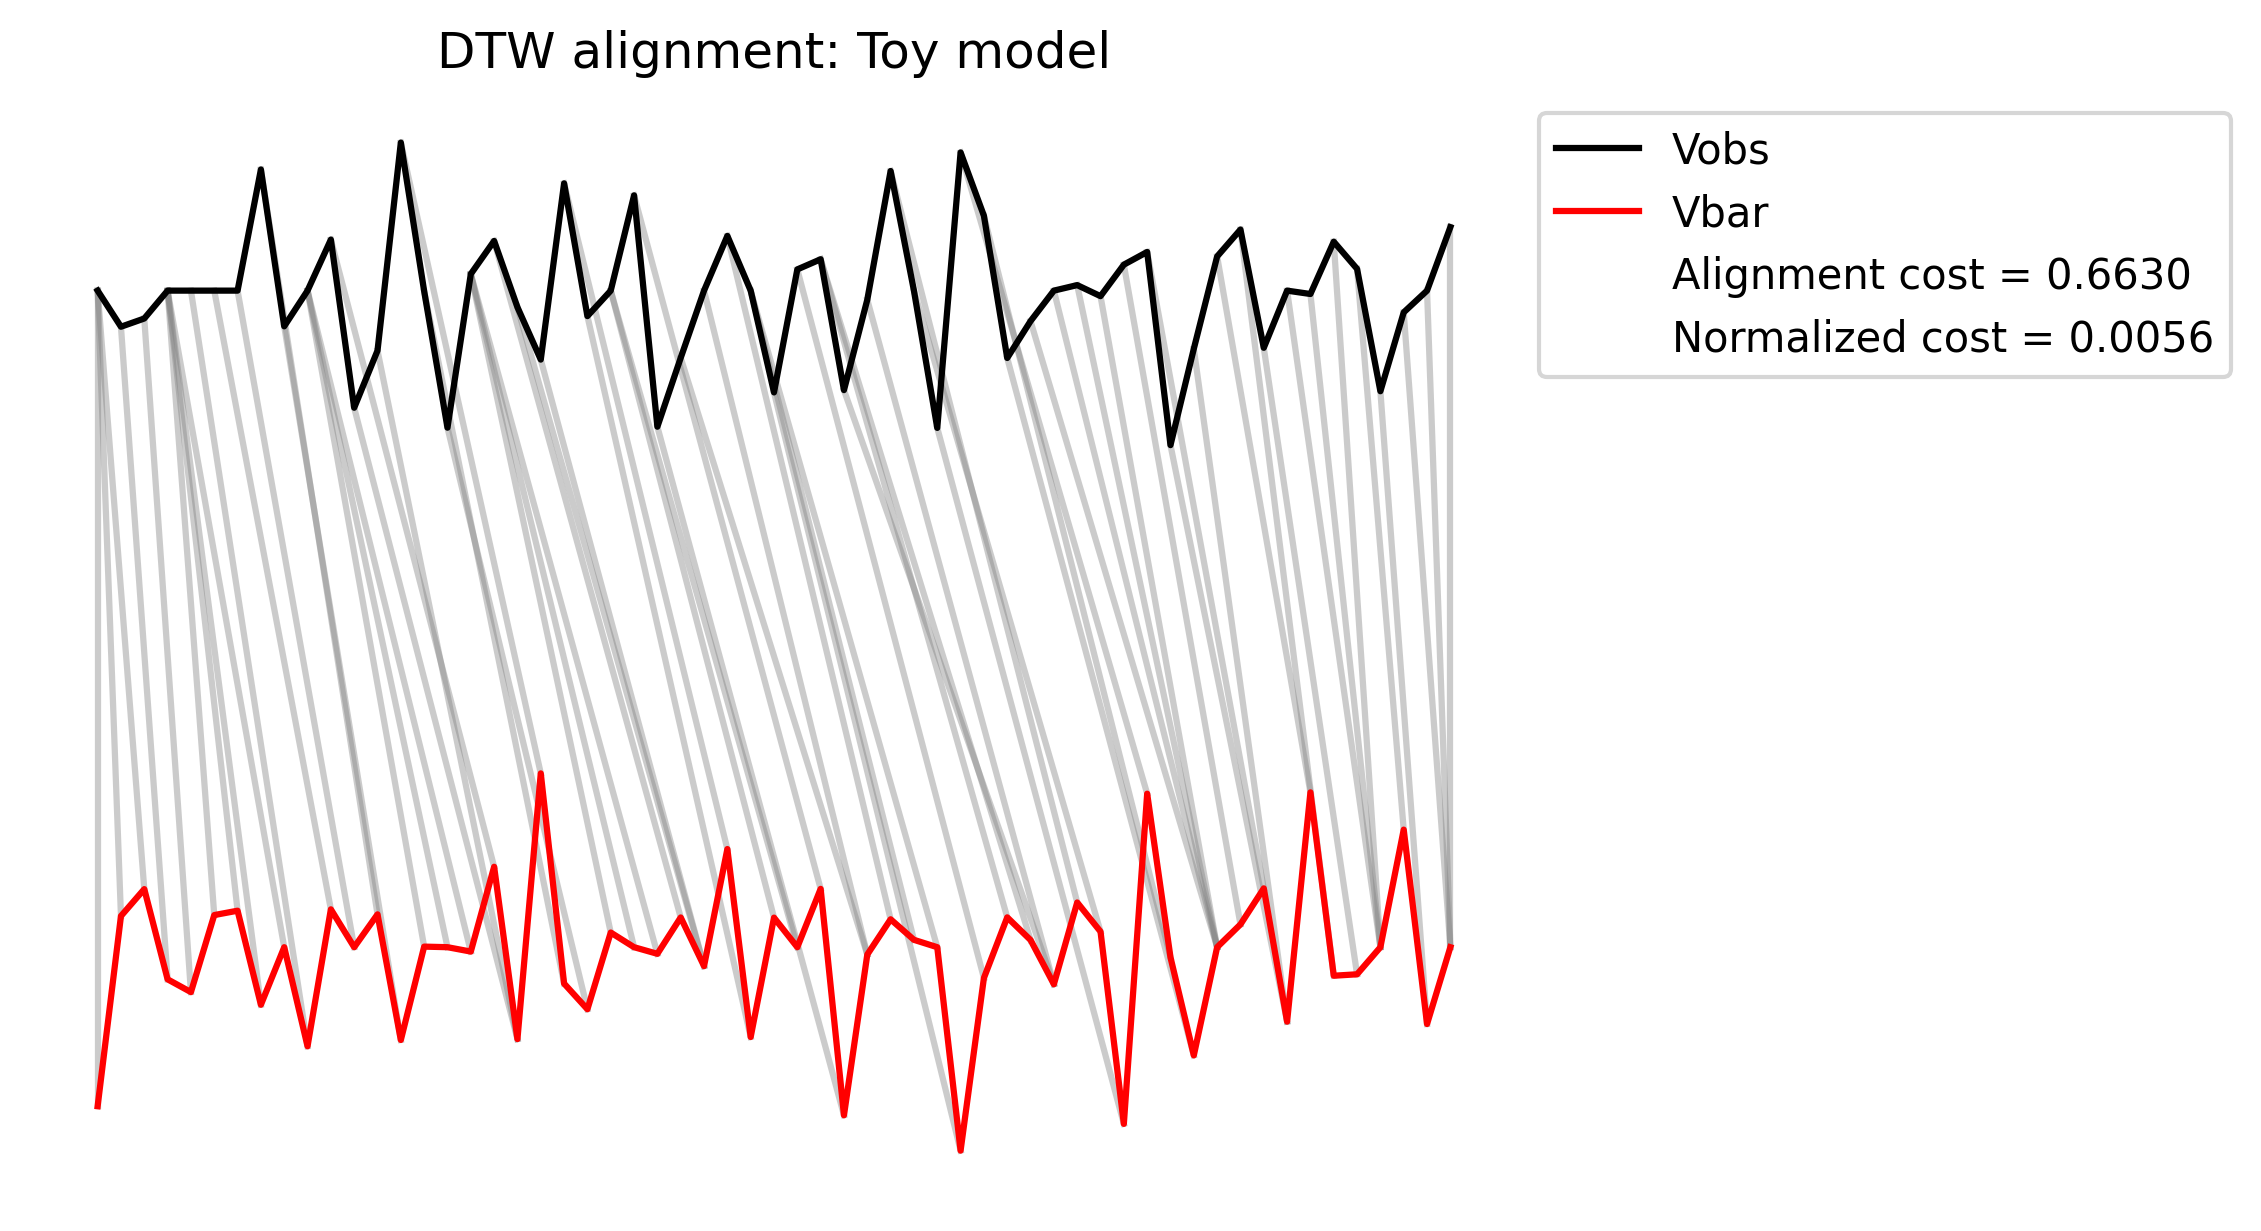 DTW alignment: Toy model
Vobs
Vbar
Alignment cost = 0.6630
Normalized cost = 0.0056